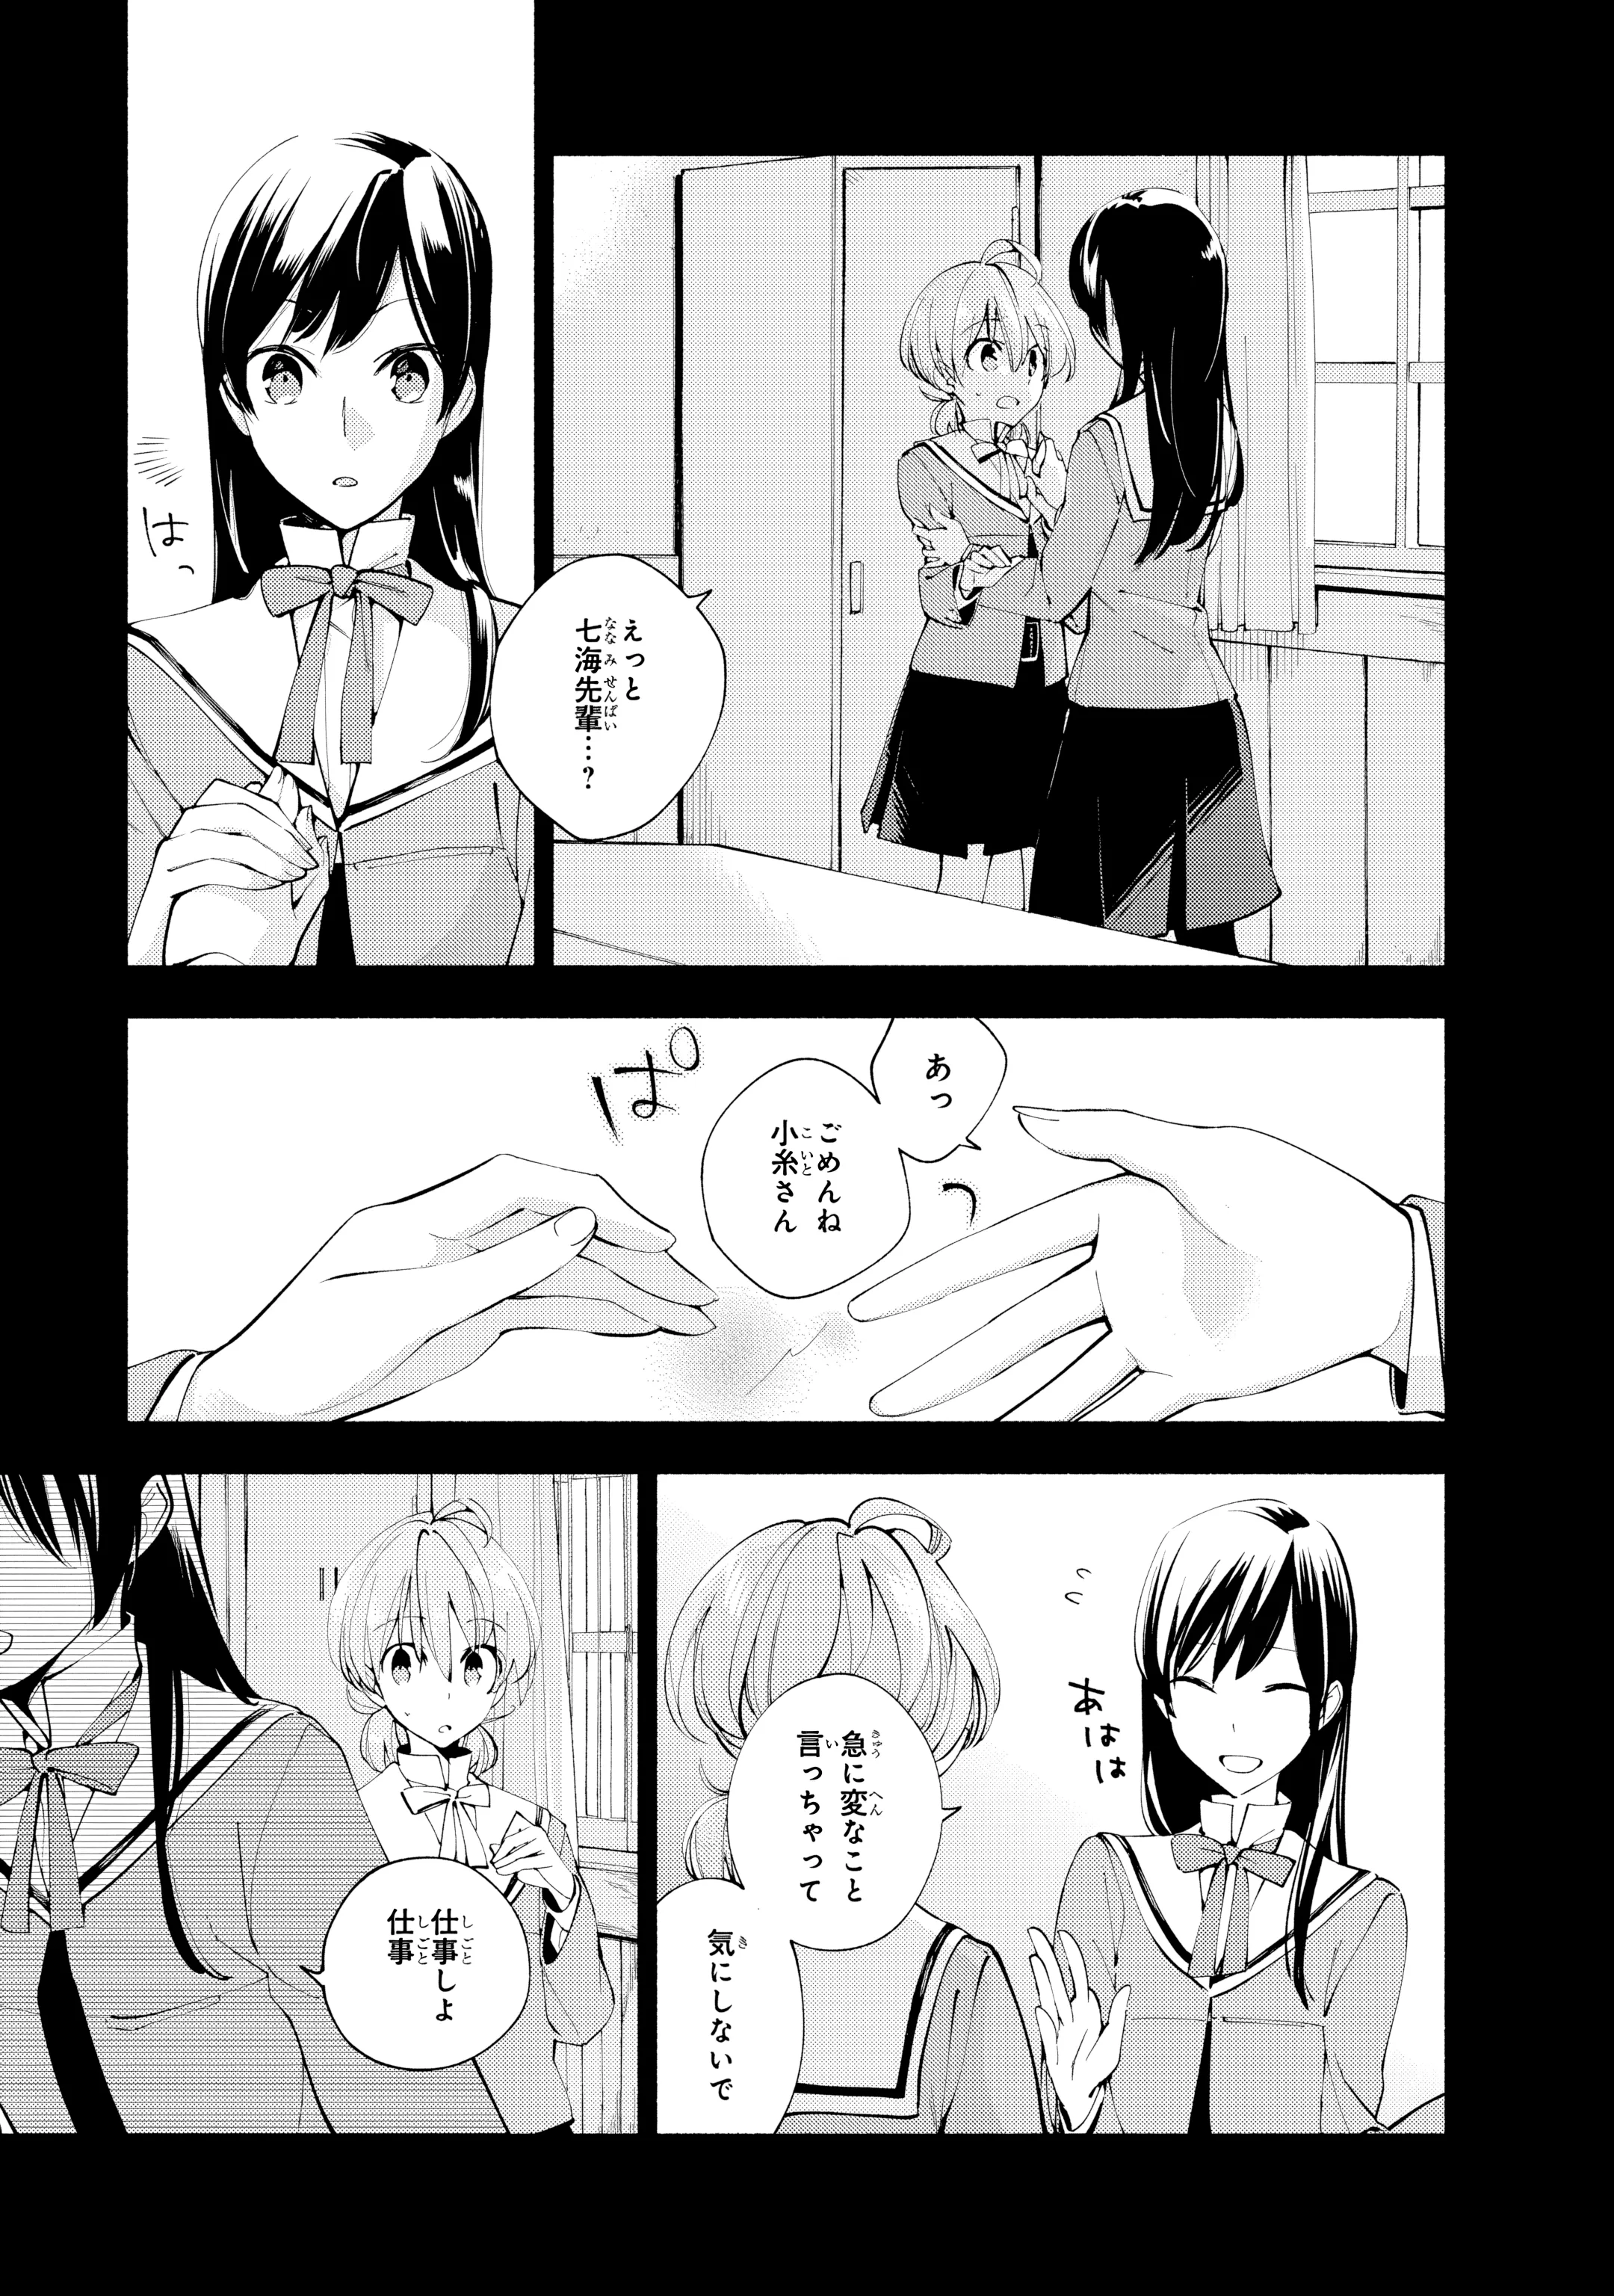 えっと
七海先輩……？
はっ
あっ
ごめんね
小糸さん
ぱっ
あはは
急に変なこと
言っちゃって
気にしないで
仕事しよ
仕事